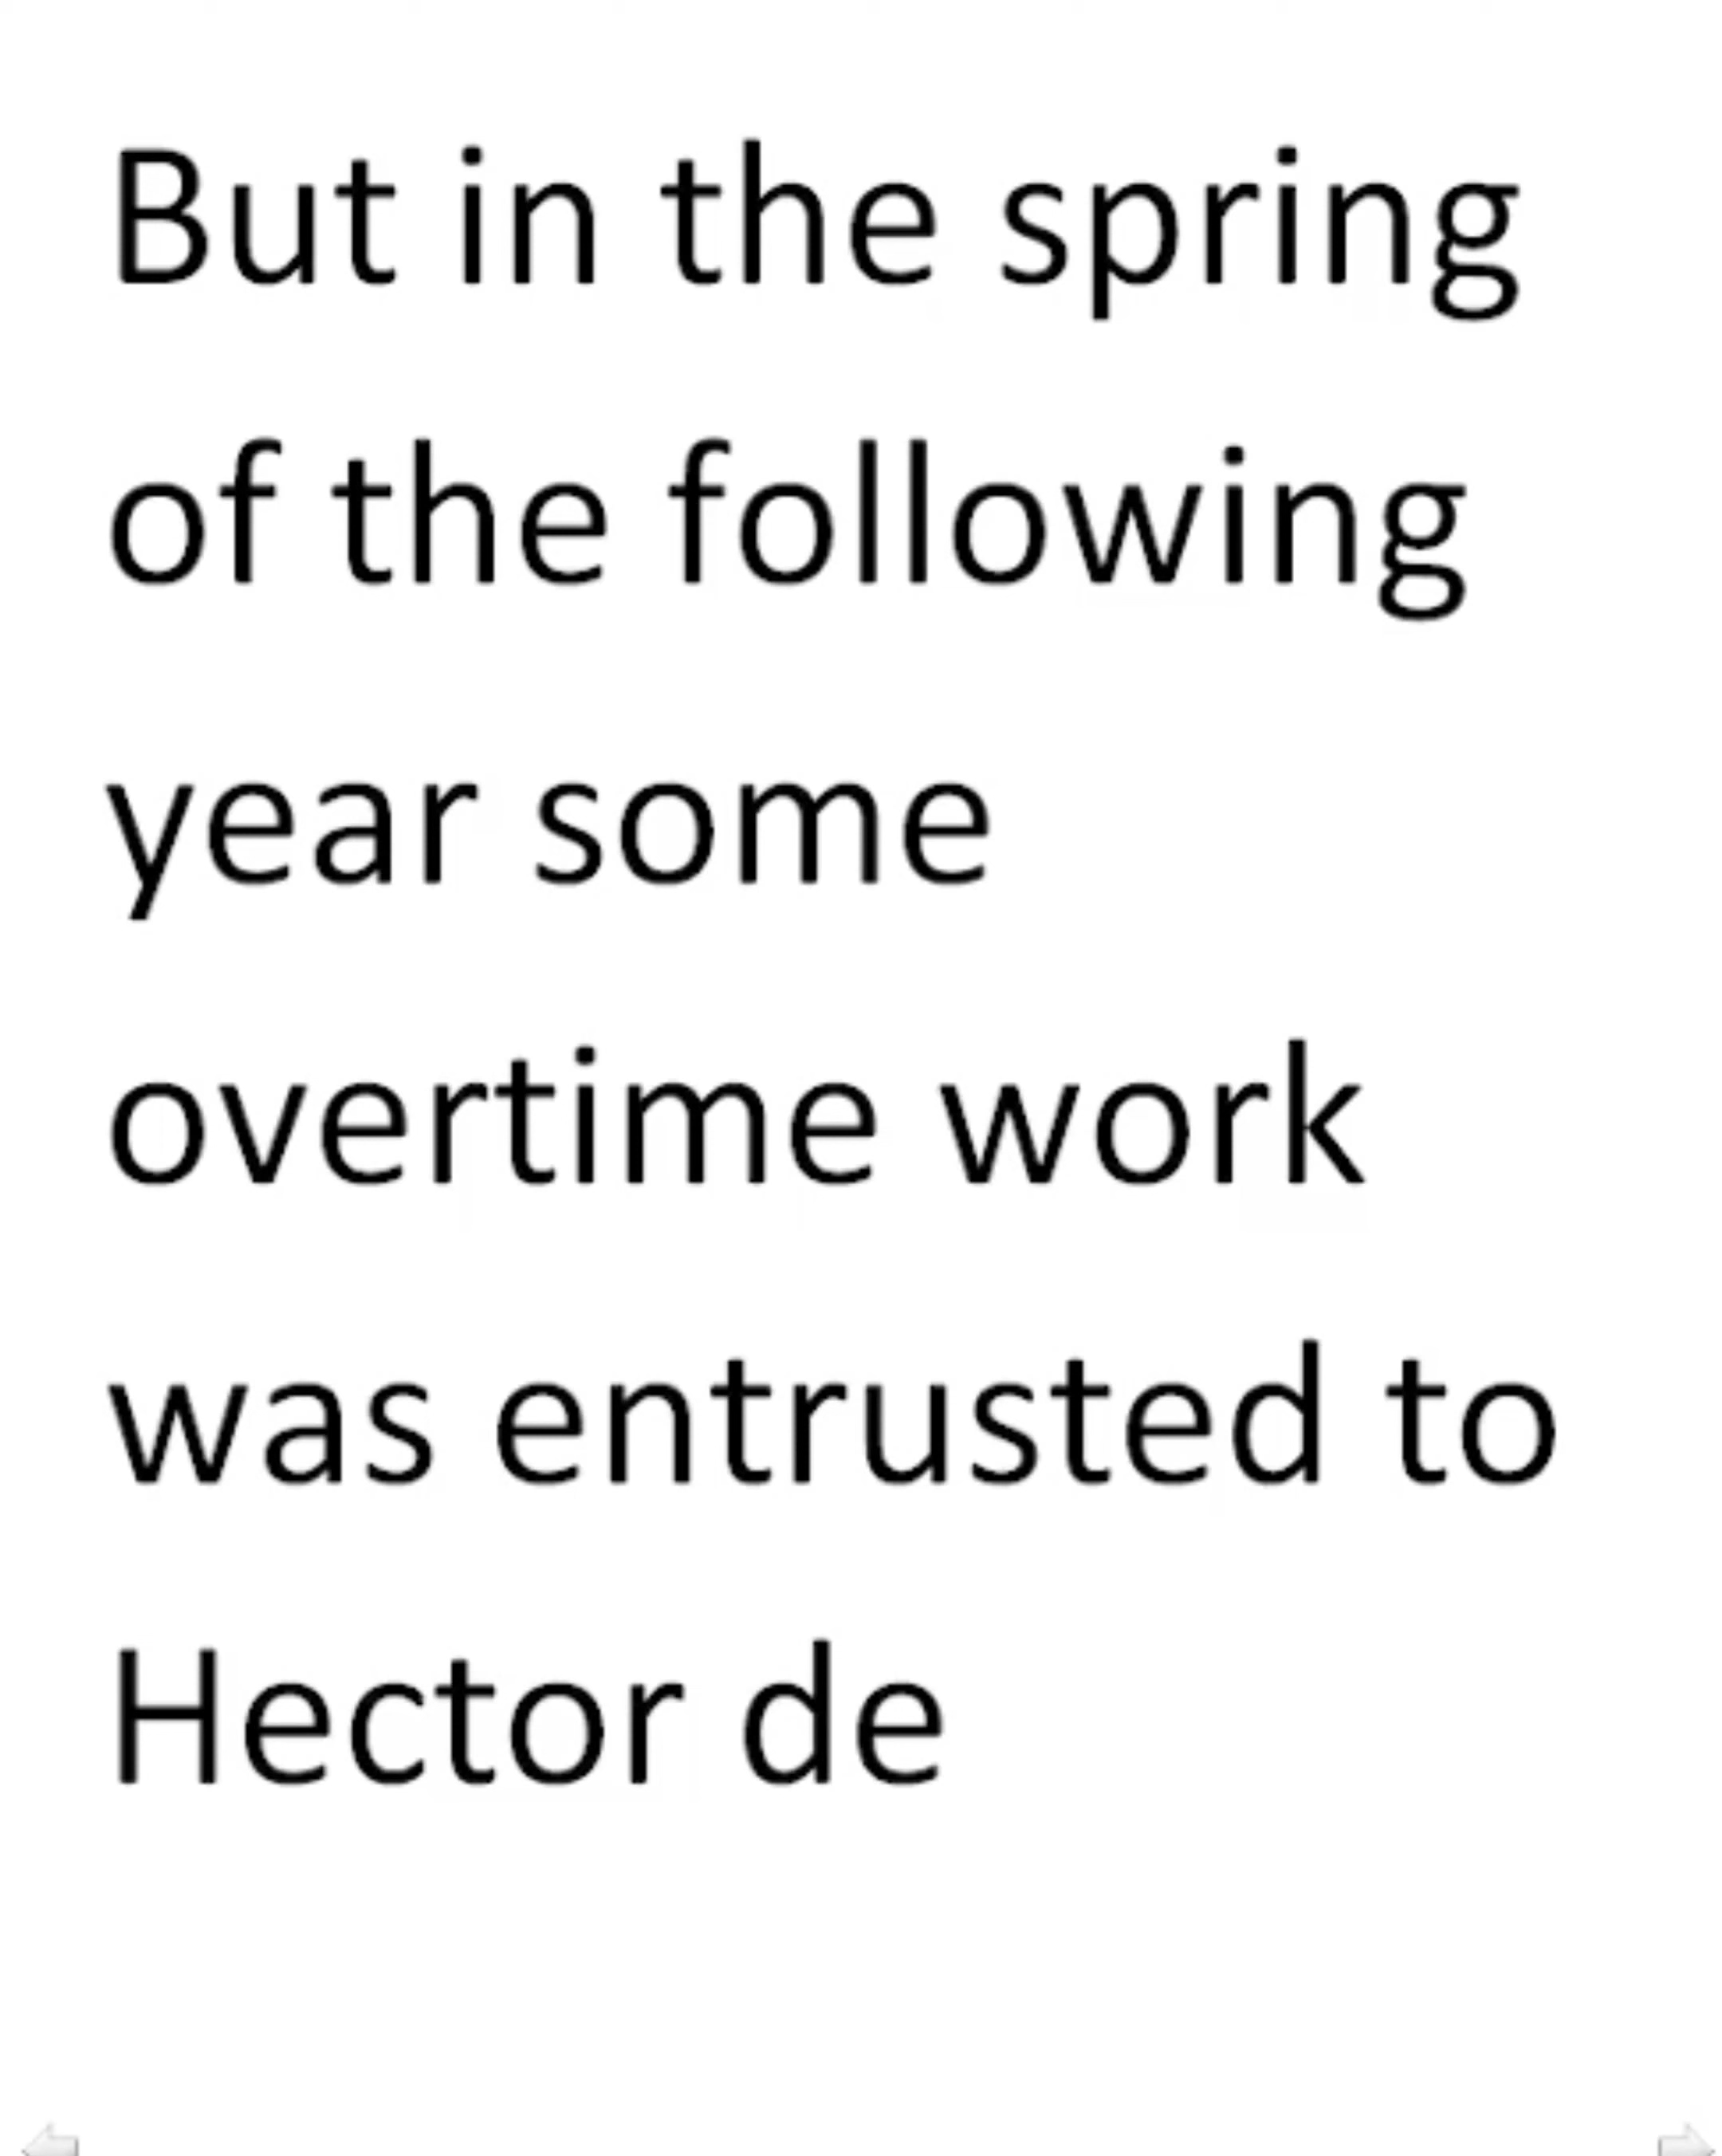 But in the spring
of the following
year some
overtime work
was entrusted to
Hector de